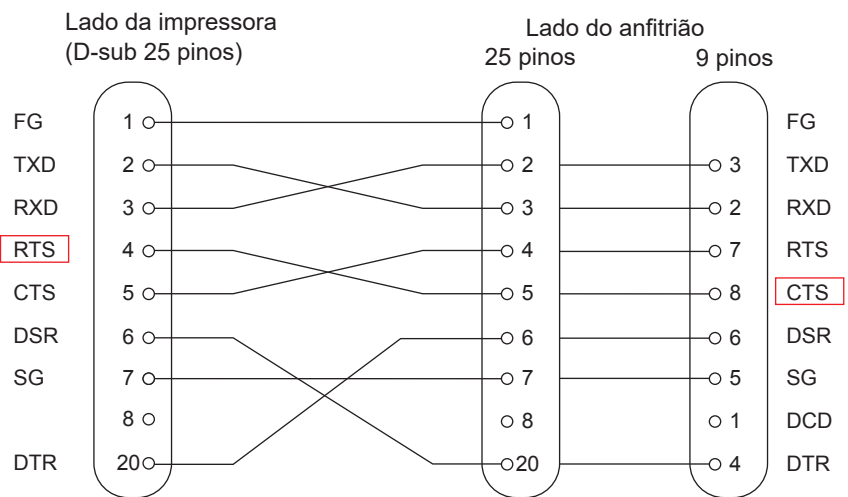 Lado da impressora
(D-sub 25 pinos)
Lado do anfitrião
25 pinos 9 pinos
FG 1 1 FG
TXD 2 2 3 TXD
RXD 3 3 2 RXD
RTS 4 4 7 RTS
CTS 5 5 8 CTS
DSR 6 6 6 DSR
SG 7 7 5 SG
8 8 1 DCD
DTR 20 20 4 DTR